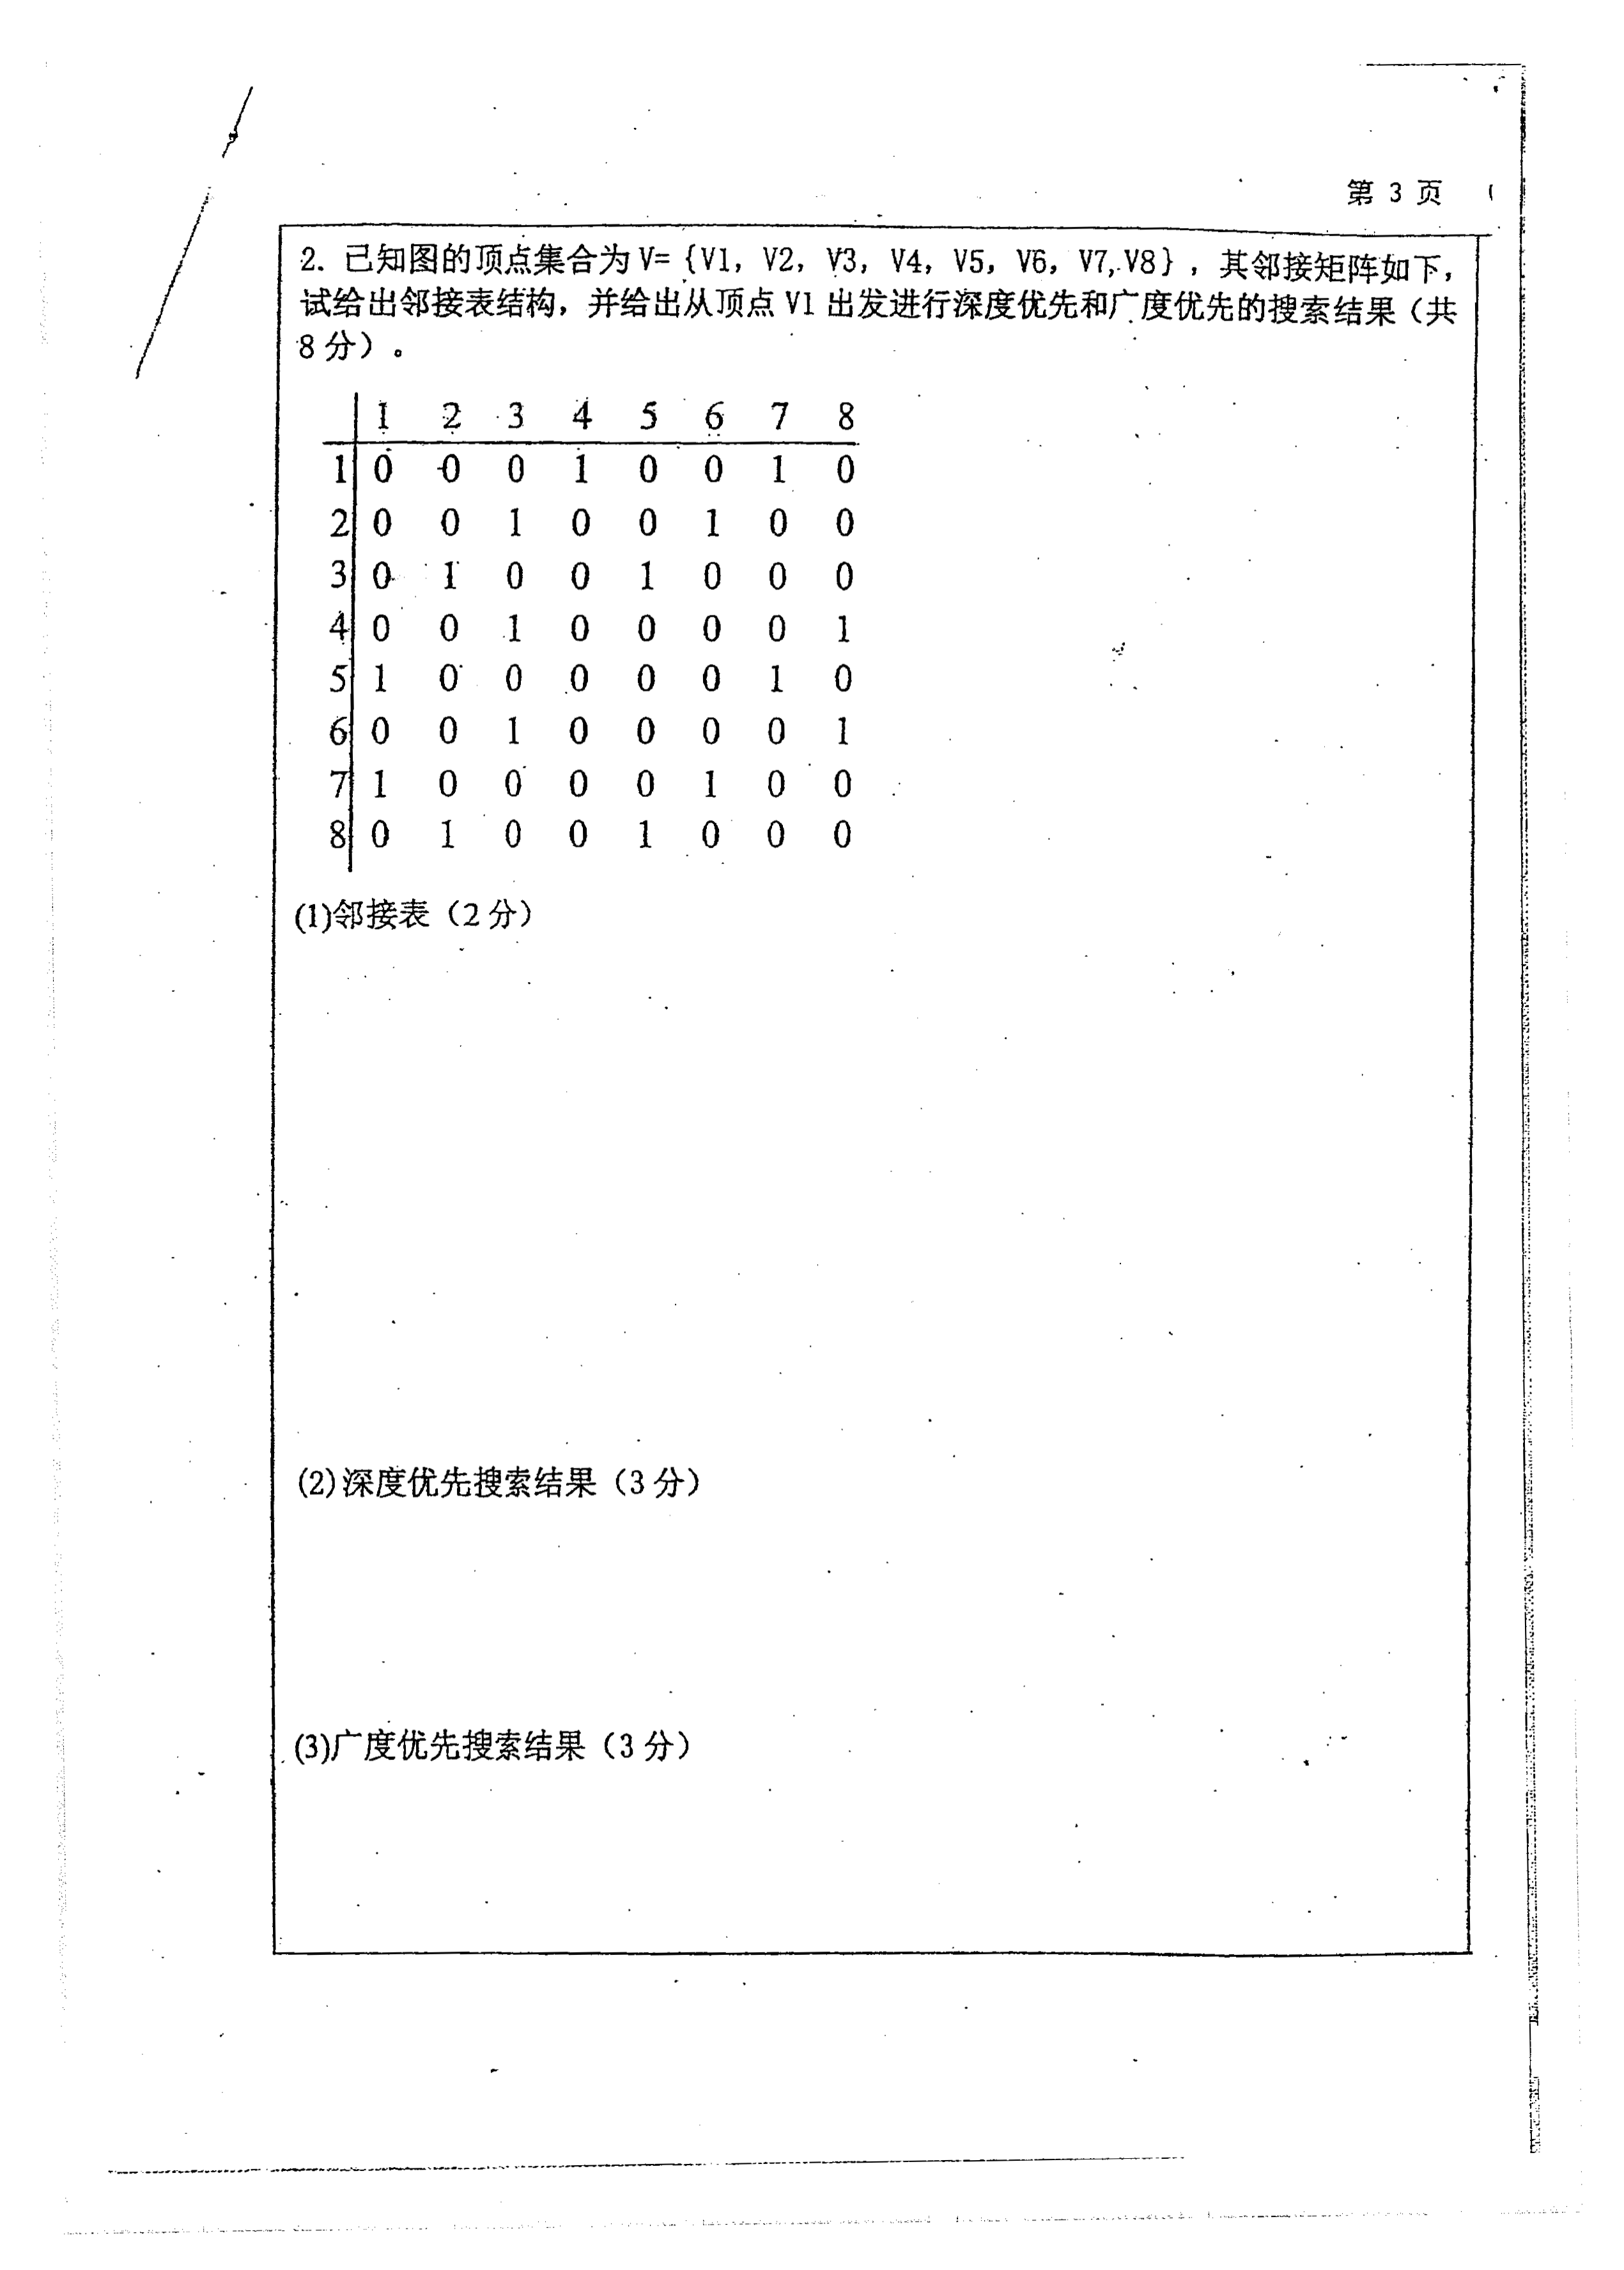 第 3 页
2. 已知图的顶点集合为 V= {V1, V2, V3, V4, V5, V6, V7, V8}, 其邻接矩阵如下,
试给出邻接表结构, 并给出从顶点 V1 出发进行深度优先和广度优先的搜索结果（共
8 分）。
1 2 3 4 5 6 7 8
1 0 0 0 1 0 0 1 0
2 0 0 1 0 0 1 0 0
3 0 1 0 0 1 0 0 0
4 0 0 1 0 0 0 0 1
5 1 0 0 0 0 0 1 0
6 0 0 1 0 0 0 0 1
7 1 0 0 0 0 1 0 0
8 0 1 0 0 1 0 0 0
(1)邻接表（2 分）
(2)深度优先搜索结果（3 分）
(3)广度优先搜索结果（3 分）